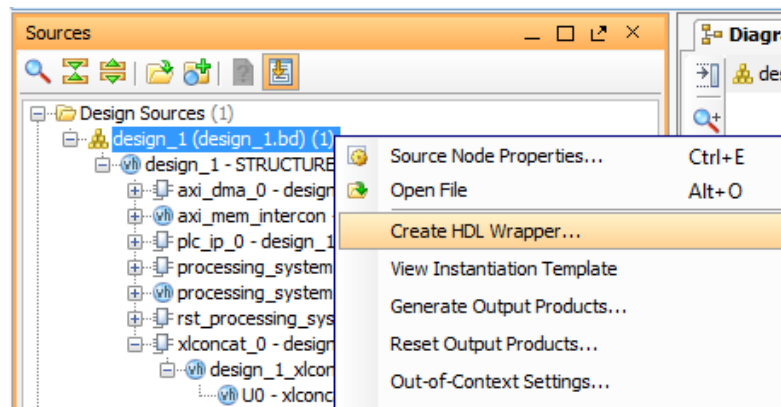 Sources
Diagr
des
Design Sources (1)
design_1 (design_1.bd) (1)
design_1 - STRUCTURE
axi_dma_0 - design
axi_mem_intercon -
plc_ip_0 - design_1
processing_system
processing_system
rst_processing_sys
xlconcat_0 - design
design_1_xlcon
U0 - xlconc
Source Node Properties... Ctrl+E
Open File Alt+O
Create HDL Wrapper...
View Instantiation Template
Generate Output Products...
Reset Output Products...
Out-of-Context Settings...